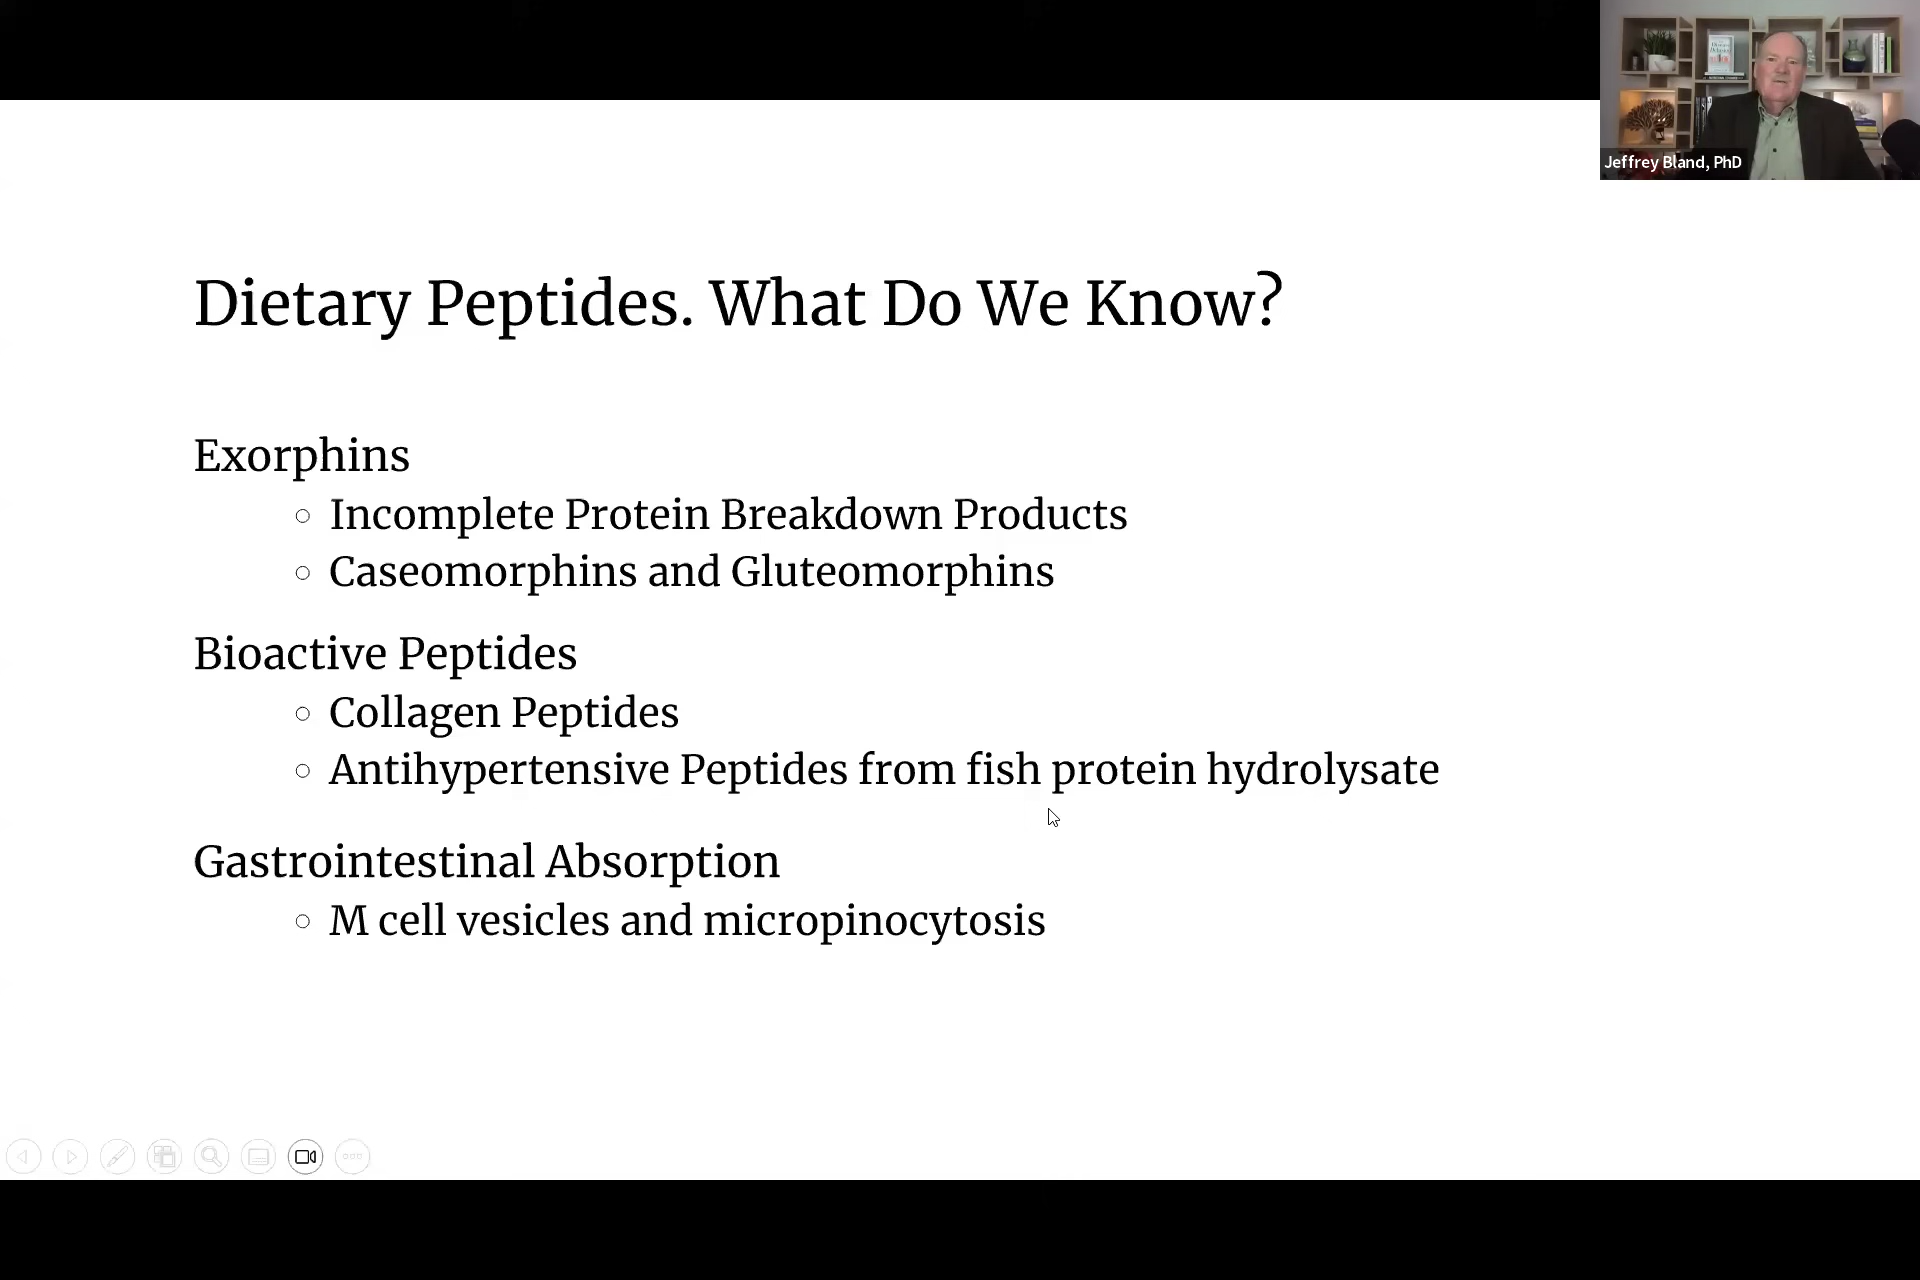 Jeffrey Bland, PhD
Dietary Peptides. What Do We Know?
Exorphins
Incomplete Protein Breakdown Products
Caseomorphins and Gluteomorphins
Bioactive Peptides
Collagen Peptides
Antihypertensive Peptides from fish protein hydrolysate
Gastrointestinal Absorption
M cell vesicles and micropinocytosis